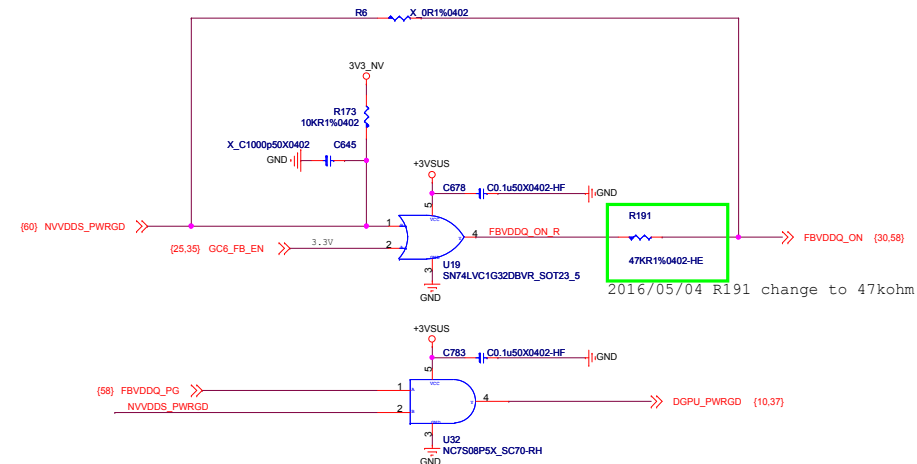 R6 X_0R1%0402
3V3_NV
R173
10KR1%0402
X_C1000p50X0402 C645
GND
+3VSUS
C678 C0.1u50X0402-HF
GND
5
VCC
R191
{60} NVVDDS_PWRGD
1
4 FBVDDQ_ON_R
FBVDDQ_ON {30,58}
{25,35} GC6_FB_EN
3.3V
2
47KR1%0402-HE
3
U19
SN74LVC1G32DBVR_SOT23_5
GND
2016/05/04 R191 change to 47kohm
+3VSUS
C783 C0.1u50X0402-HF
GND
5
VCC
{58} FBVDDQ_PG
1
4
DGPU_PWRGD {10,37}
NVVDDS_PWRGD
2
3
U32
NC7S08P5X_SC70-RH
GND